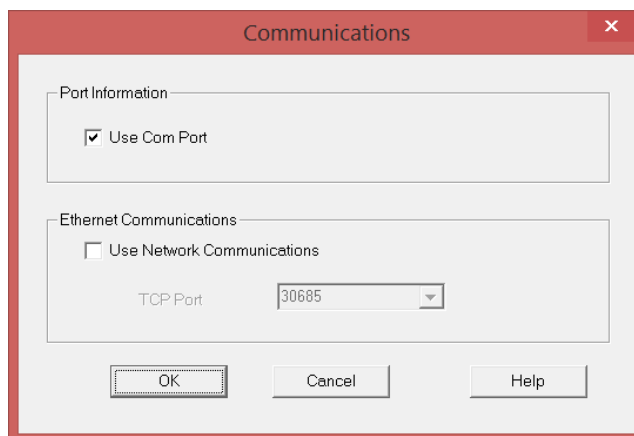 Communications
Port Information
Use Com Port
Ethernet Communications
Use Network Communications
TCP Port 30685
OK Cancel Help